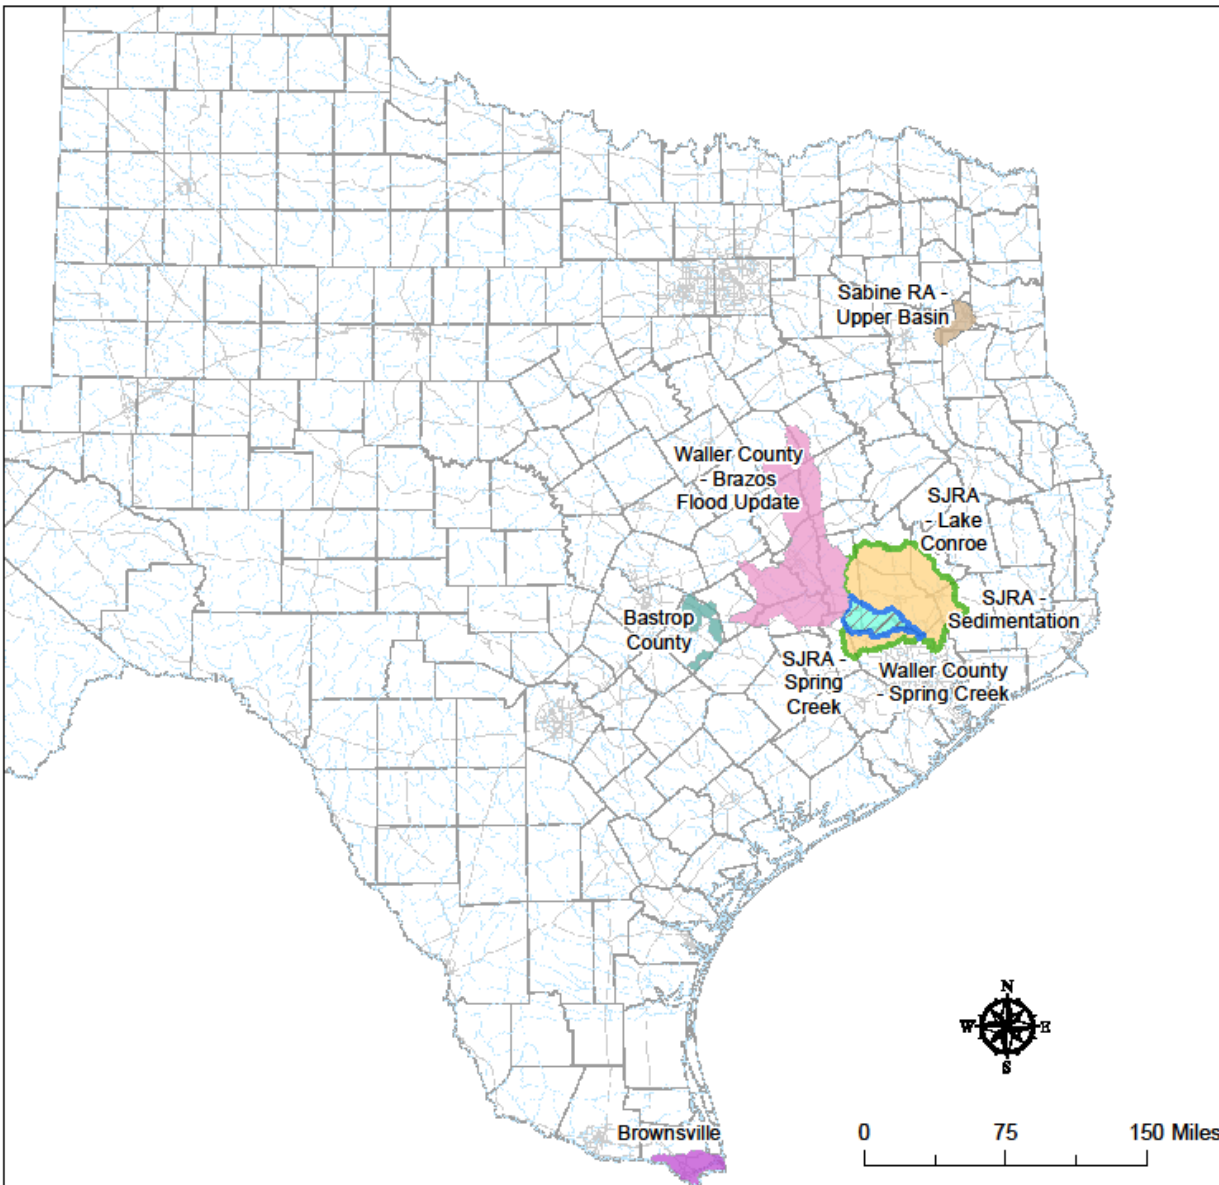 Sabine RA -
Upper Basin
Waller County
- Brazos
Flood Update
SJRA
- Lake
Conroe
SJRA -
Sedimentation
Bastrop
County
SJRA -
Spring
Creek
Waller County
- Spring Creek
N
W E
S
Brownsville
0 75 150 Miles